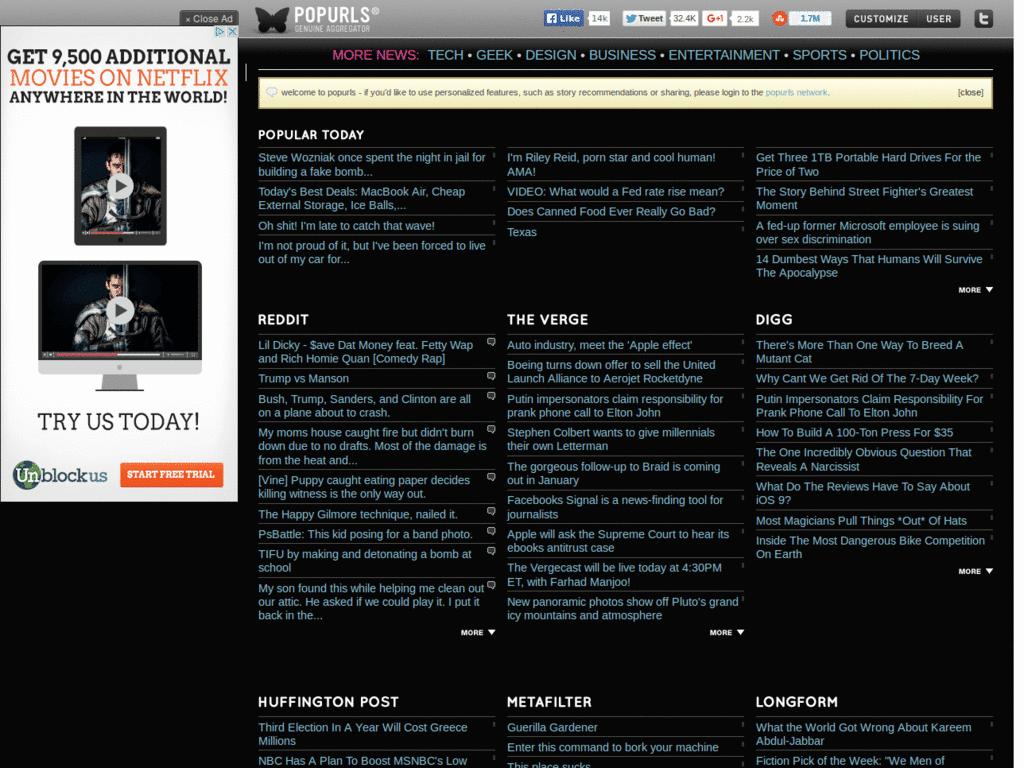 × Close Ad
POPURLS®
GENUINE AGGREGATOR
Like
14k
Tweet
32.4K
+1
2.2k
1.7M
CUSTOMIZE
USER
GET 9,500 ADDITIONAL
MOVIES ON NETFLIX
ANYWHERE IN THE WORLD!
TRY US TODAY!
Unblockus
START FREE TRIAL
MORE NEWS: TECH • GEEK • DESIGN • BUSINESS • ENTERTAINMENT • SPORTS • POLITICS
welcome to popurls - if you'd like to use personalized features, such as story recommendations or sharing, please login to the popurls network.
[close]
POPULAR TODAY
Steve Wozniak once spent the night in jail for
building a fake bomb...
Today's Best Deals: MacBook Air, Cheap
External Storage, Ice Balls,...
Oh shit! I'm late to catch that wave!
I'm not proud of it, but I've been forced to live
out of my car for...
I'm Riley Reid, porn star and cool human!
AMA!
VIDEO: What would a Fed rate rise mean?
Does Canned Food Ever Really Go Bad?
Texas
Get Three 1TB Portable Hard Drives For the
Price of Two
The Story Behind Street Fighter's Greatest
Moment
A fed-up former Microsoft employee is suing
over sex discrimination
14 Dumbest Ways That Humans Will Survive
The Apocalypse
MORE
REDDIT
Lil Dicky - $ave Dat Money feat. Fetty Wap
and Rich Homie Quan [Comedy Rap]
Trump vs Manson
Bush, Trump, Sanders, and Clinton are all
on a plane about to crash.
My moms house caught fire but didn't burn
down due to no drafts. Most of the damage is
from the heat and...
[Vine] Puppy caught eating paper decides
killing witness is the only way out.
The Happy Gilmore technique, nailed it.
PsBattle: This kid posing for a band photo.
TIFU by making and detonating a bomb at
school
My son found this while helping me clean out
our attic. He asked if we could play it. I put it
back in the...
MORE
THE VERGE
Auto industry, meet the 'Apple effect'
Boeing turns down offer to sell the United
Launch Alliance to Aerojet Rocketdyne
Putin impersonators claim responsibility for
prank phone call to Elton John
Stephen Colbert wants to give millennials
their own Letterman
The gorgeous follow-up to Braid is coming
out in January
Facebooks Signal is a news-finding tool for
journalists
Apple will ask the Supreme Court to hear its
ebooks antitrust case
The Vergecast will be live today at 4:30PM
ET, with Farhad Manjoo!
New panoramic photos show off Pluto's grand
icy mountains and atmosphere
MORE
DIGG
There's More Than One Way To Breed A
Mutant Cat
Why Cant We Get Rid Of The 7-Day Week?
Putin Impersonators Claim Responsibility For
Prank Phone Call To Elton John
How To Build A 100-Ton Press For $35
The One Incredibly Obvious Question That
Reveals A Narcissist
What Do The Reviews Have To Say About
iOS 9?
Most Magicians Pull Things *Out* Of Hats
Inside The Most Dangerous Bike Competition
On Earth
MORE
HUFFINGTON POST
Third Election In A Year Will Cost Greece
Millions
NBC Has A Plan To Boost MSNBC's Low
METAFILTER
Guerilla Gardener
Enter this command to bork your machine
This place sucks
LONGFORM
What the World Got Wrong About Kareem
Abdul-Jabbar
Fiction Pick of the Week: "We Men of